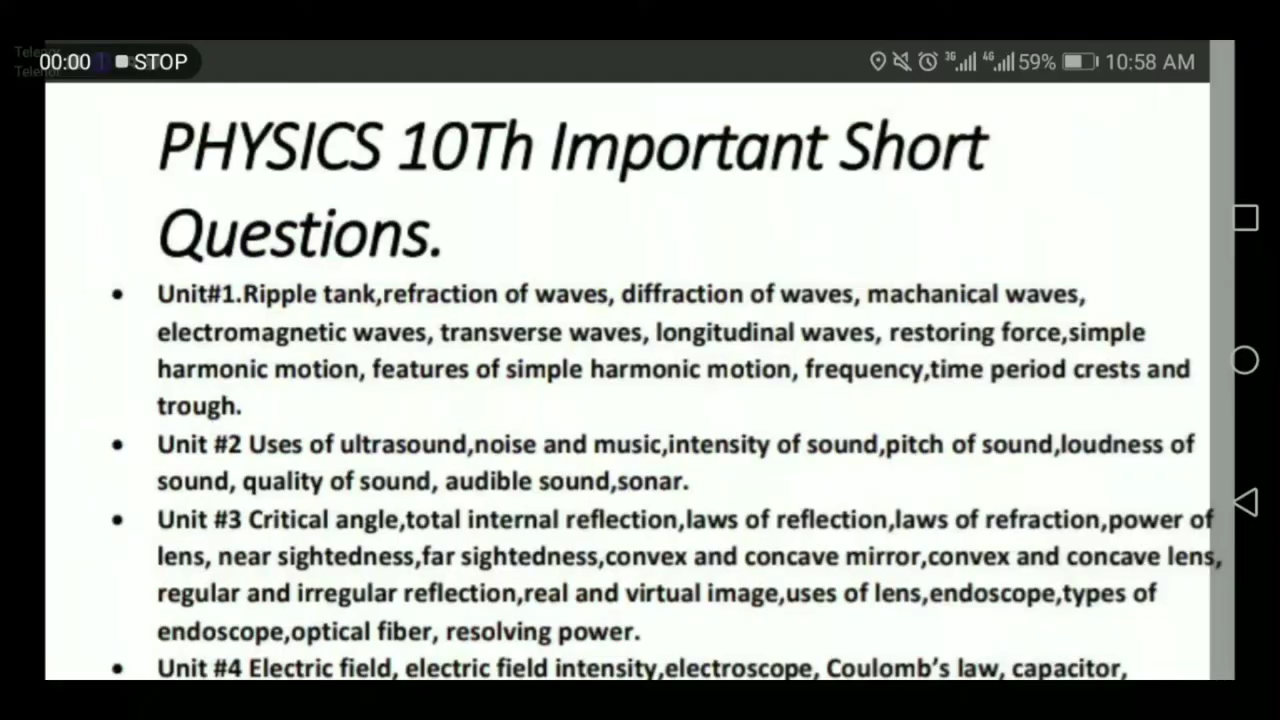 Telenor
Telenor
00:00 STOP
3G 4G 59% 10:58 AM
PHYSICS 10Th Important Short
Questions.
• Unit#1.Ripple tank,refraction of waves, diffraction of waves, machanical waves,
electromagnetic waves, transverse waves, longitudinal waves, restoring force,simple
harmonic motion, features of simple harmonic motion, frequency,time period crests and
trough.
• Unit #2 Uses of ultrasound,noise and music,intensity of sound,pitch of sound,loudness of
sound, quality of sound, audible sound,sonar.
• Unit #3 Critical angle,total internal reflection,laws of reflection,laws of refraction,power of
lens, near sightedness,far sightedness,convex and concave mirror,convex and concave lens,
regular and irregular reflection,real and virtual image,uses of lens,endoscope,types of
endoscope,optical fiber, resolving power.
• Unit #4 Electric field, electric field intensity,electroscope, Coulomb’s law, capacitor,